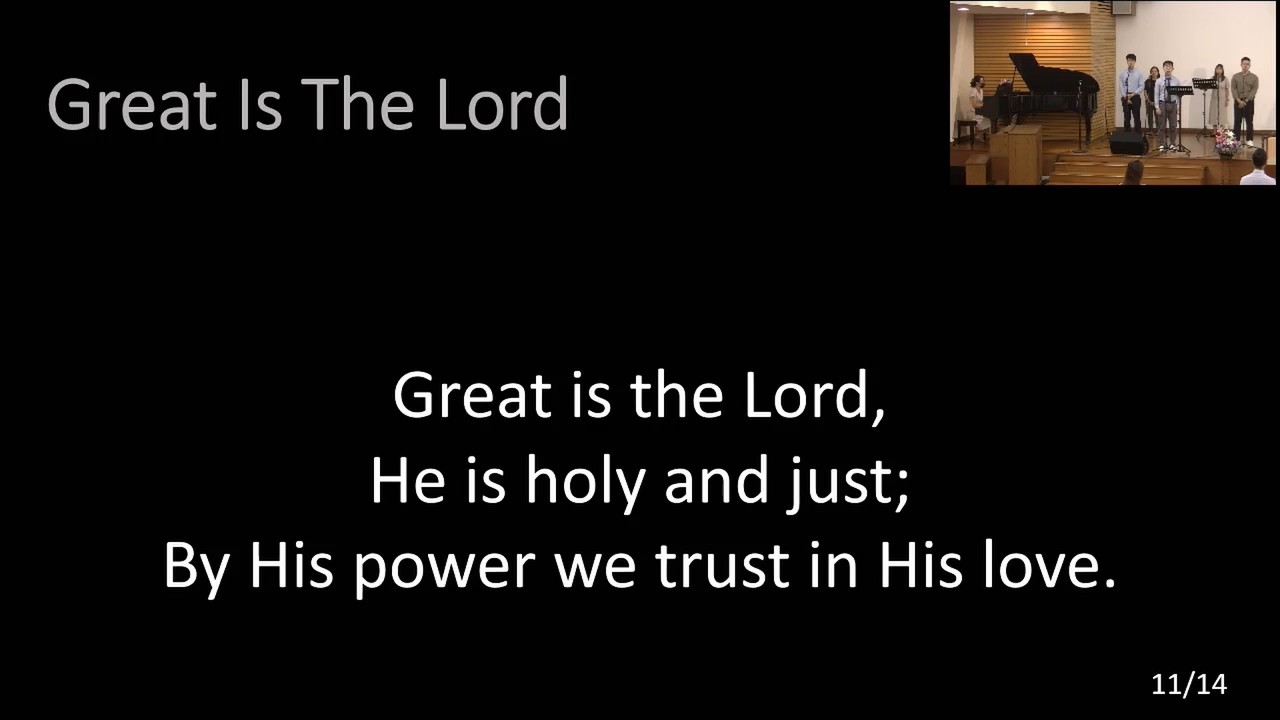 Great Is The Lord
Great is the Lord,
He is holy and just;
By His power we trust in His love.
11/14